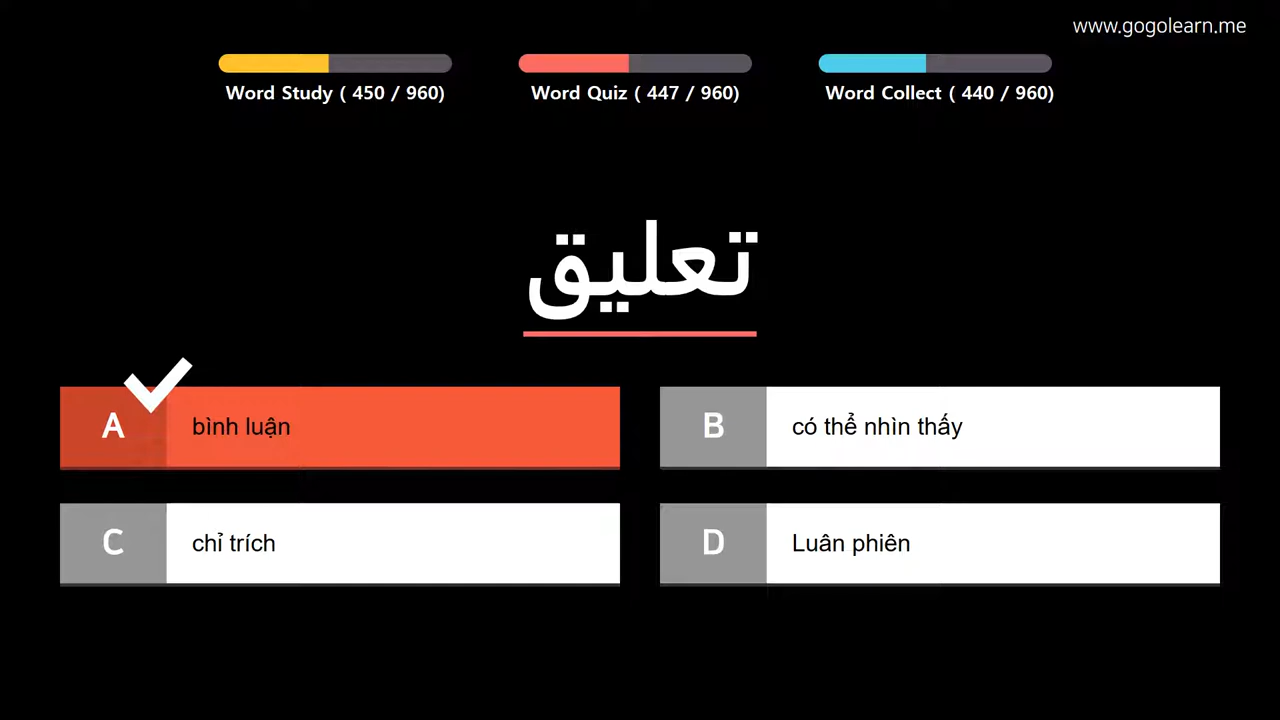 www.gogolearn.me
Word Study ( 450 / 960)
Word Quiz ( 447 / 960)
Word Collect ( 440 / 960)
تعليق
A bình luận
B có thể nhìn thấy
C chỉ trích
D Luân phiên